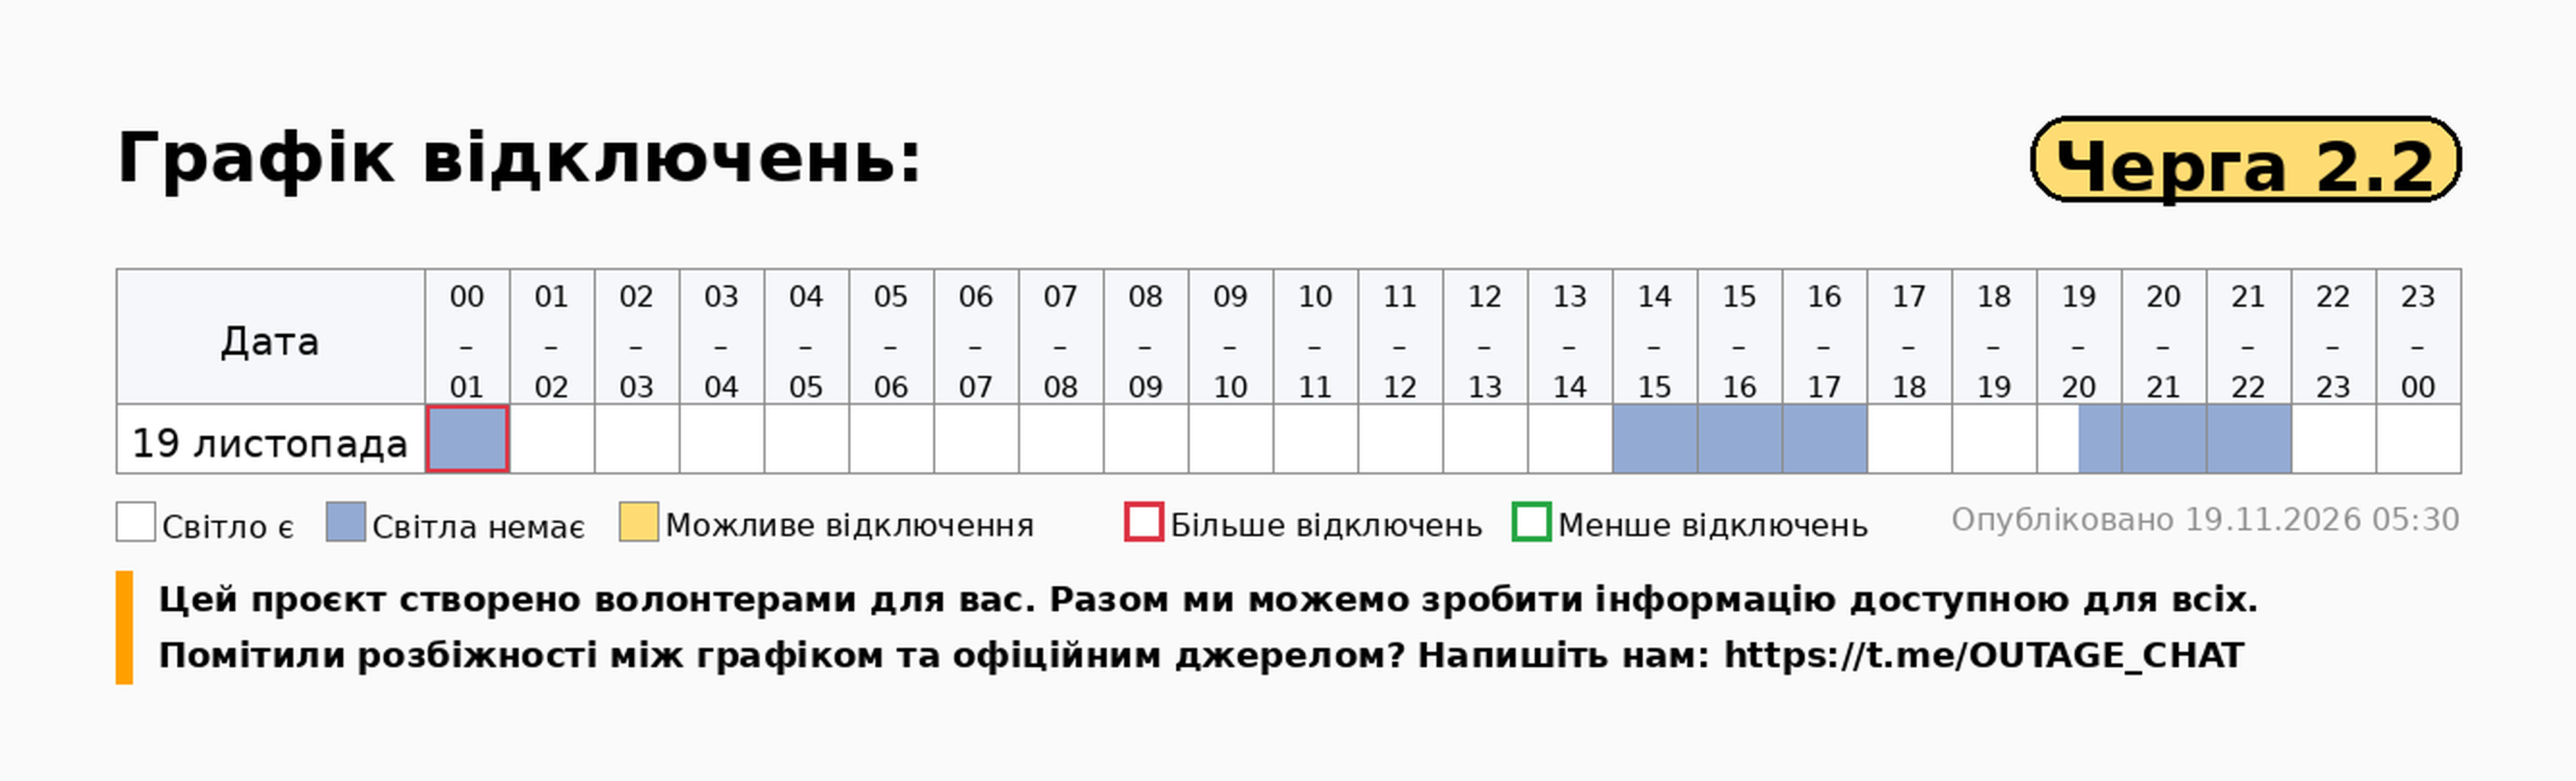 Графік відключень:
Черга 2.2
Дата
00 – 01
01 – 02
02 – 03
03 – 04
04 – 05
05 – 06
06 – 07
07 – 08
08 – 09
09 – 10
10 – 11
11 – 12
12 – 13
13 – 14
14 – 15
15 – 16
16 – 17
17 – 18
18 – 19
19 – 20
20 – 21
21 – 22
22 – 23
23 – 00
19 листопада
Світло є
Світла немає
Можливе відключення
Більше відключень
Менше відключень
Опубліковано 19.11.2026 05:30
Цей проєкт створено волонтерами для вас. Разом ми можемо зробити інформацію доступною для всіх.
Помітили розбіжності між графіком та офіційним джерелом? Напишіть нам: https://t.me/OUTAGE_CHAT